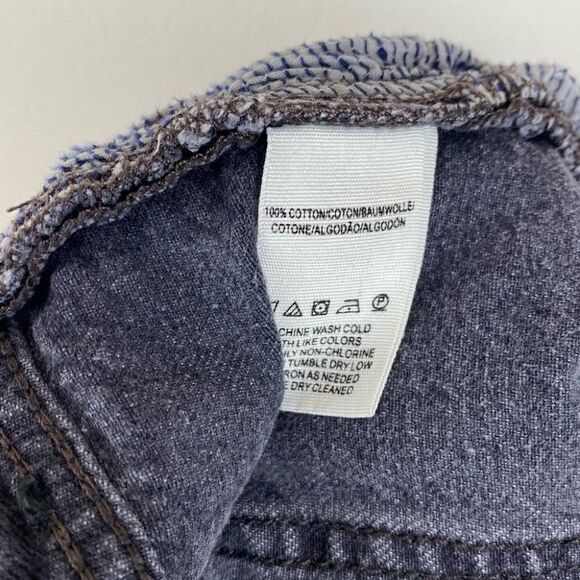 100% COTTON/COTON/BAUMWOLLE/
COTONE/ALGODÃO/ALGODÓN
P
CHINE WASH COLD
TH LIKE COLORS
LY NON-CHLORINE
TUMBLE DRY LOW
RON AS NEEDED
E DRY CLEANED